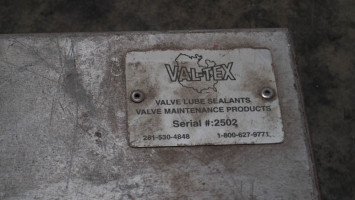 VAL-TEX
VALVE LUBE SEALANTS
VALVE MAINTENANCE PRODUCTS
Serial #:2502
281-530-4848 1-800-627-9771